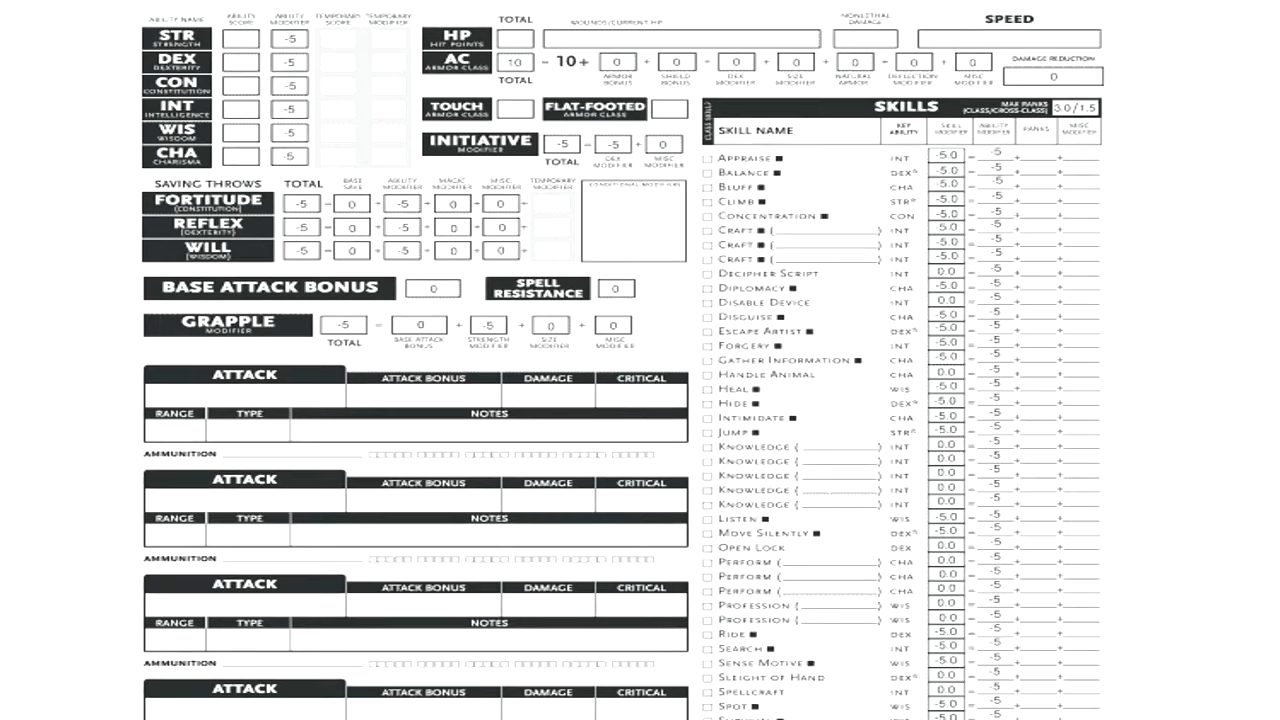 ABILITY NAME ABILITY SCORE ABILITY MODIFIER TEMPORARY SCORE TEMPORARY MODIFIER
STR STRENGTH -5
DEX DEXTERITY -5
CON CONSTITUTION -5
INT INTELLIGENCE -5
WIS WISDOM -5
CHA CHARISMA -5
TOTAL WOUNDS/CURRENT HP NONLETHAL DAMAGE SPEED
HP HIT POINTS
AC ARMOR CLASS 10 = 10+ 0 + 0 + 0 + 0 + 0 + 0 + 0
TOTAL ARMOR BONUS SHIELD BONUS DEX MODIFIER SIZE MODIFIER NATURAL ARMOR DEFLECTION MODIFIER MISC MODIFIER
DAMAGE REDUCTION
0
TOUCH ARMOR CLASS FLAT-FOOTED ARMOR CLASS
INITIATIVE MODIFIER -5 = -5 + 0
TOTAL DEX MODIFIER MISC MODIFIER
SAVING THROWS TOTAL BASE SAVE ABILITY MODIFIER MAGIC MODIFIER MISC MODIFIER TEMPORARY MODIFIER CONDITIONAL MODIFIERS
FORTITUDE (CONSTITUTION) -5 = 0 + -5 + 0 + 0 +
REFLEX (DEXTERITY) -5 = 0 + -5 + 0 + 0 +
WILL (WISDOM) -5 = 0 + -5 + 0 + 0 +
BASE ATTACK BONUS 0 SPELL RESISTANCE 0
GRAPPLE MODIFIER -5 = 0 + -5 + 0 + 0
TOTAL BASE ATTACK BONUS STRENGTH MODIFIER SIZE MODIFIER MISC MODIFIER
ATTACK ATTACK BONUS DAMAGE CRITICAL
RANGE TYPE NOTES
AMMUNITION
ATTACK ATTACK BONUS DAMAGE CRITICAL
RANGE TYPE NOTES
AMMUNITION
ATTACK ATTACK BONUS DAMAGE CRITICAL
RANGE TYPE NOTES
AMMUNITION
ATTACK ATTACK BONUS DAMAGE CRITICAL
SKILLS MAX RANKS (CLASS/CROSS-CLASS) 3.0/1.5
CLASS SKILL? SKILL NAME KEY ABILITY SKILL MODIFIER ABILITY MODIFIER RANKS MISC MODIFIER
APPRAISE ■ INT -5.0 = -5 + +
BALANCE ■ DEX* -5.0 = -5 + +
BLUFF ■ CHA -5.0 = -5 + +
CLIMB ■ STR* -5.0 = -5 + +
CONCENTRATION ■ CON -5.0 = -5 + +
CRAFT ■ ( ) INT -5.0 = -5 + +
CRAFT ■ ( ) INT -5.0 = -5 + +
CRAFT ■ ( ) INT -5.0 = -5 + +
DECIPHER SCRIPT INT 0.0 = -5 + +
DIPLOMACY ■ CHA -5.0 = -5 + +
DISABLE DEVICE INT 0.0 = -5 + +
DISGUISE ■ CHA -5.0 = -5 + +
ESCAPE ARTIST ■ DEX* -5.0 = -5 + +
FORGERY ■ INT -5.0 = -5 + +
GATHER INFORMATION ■ CHA -5.0 = -5 + +
HANDLE ANIMAL CHA 0.0 = -5 + +
HEAL ■ WIS -5.0 = -5 + +
HIDE ■ DEX* -5.0 = -5 + +
INTIMIDATE ■ CHA -5.0 = -5 + +
JUMP ■ STR* -5.0 = -5 + +
KNOWLEDGE ( ) INT 0.0 = -5 + +
KNOWLEDGE ( ) INT 0.0 = -5 + +
KNOWLEDGE ( ) INT 0.0 = -5 + +
KNOWLEDGE ( ) INT 0.0 = -5 + +
KNOWLEDGE ( ) INT 0.0 = -5 + +
LISTEN ■ WIS -5.0 = -5 + +
MOVE SILENTLY ■ DEX* -5.0 = -5 + +
OPEN LOCK DEX 0.0 = -5 + +
PERFORM ( ) CHA 0.0 = -5 + +
PERFORM ( ) CHA 0.0 = -5 + +
PERFORM ( ) CHA 0.0 = -5 + +
PROFESSION ( ) WIS 0.0 = -5 + +
PROFESSION ( ) WIS 0.0 = -5 + +
RIDE ■ DEX -5.0 = -5 + +
SEARCH ■ INT -5.0 = -5 + +
SENSE MOTIVE ■ WIS -5.0 = -5 + +
SLEIGHT OF HAND DEX* 0.0 = -5 + +
SPELLCRAFT INT 0.0 = -5 + +
SPOT ■ WIS -5.0 = -5 + +